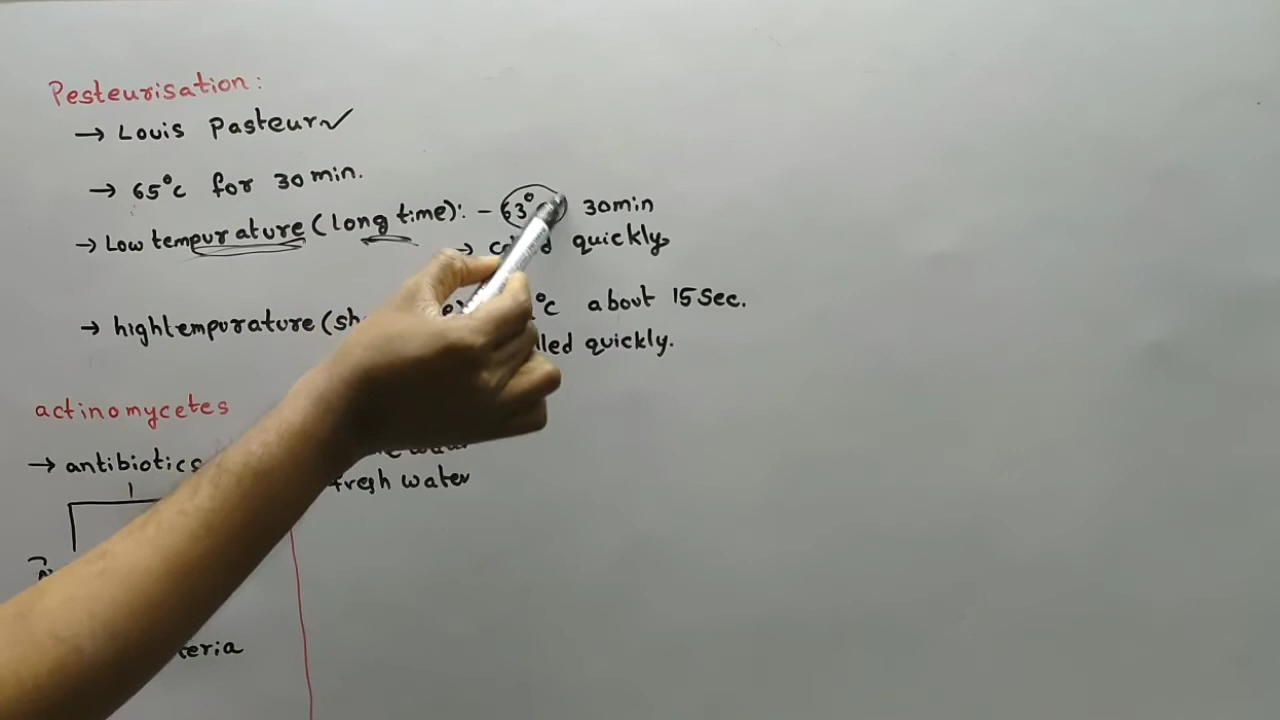 Pesteurisation:
→ Louis Pasteur ✓
→ 65°c for 30 min.
→ Low tempurature (long time): - 63° 30min
→ quickly
→ hightempurature (sh °c about 15 Sec.
lled quickly.
actinomycetes
→ antibiotics
fresh water
teria